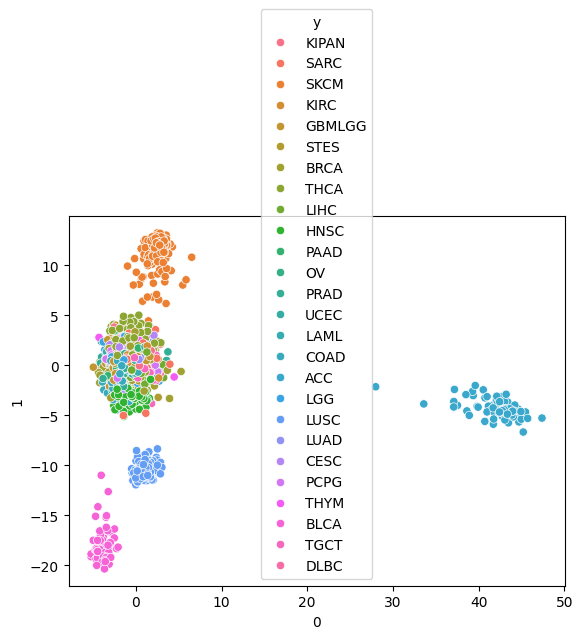 y
KIPAN
SARC
SKCM
KIRC
GBMLGG
STES
BRCA
THCA
LIHC
HNSC
PAAD
OV
PRAD
UCEC
LAML
COAD
ACC
LGG
LUSC
LUAD
CESC
PCPG
THYM
BLCA
TGCT
DLBC
10
5
0
−5
−10
−15
−20
1
0 10 20 30 40 50
0